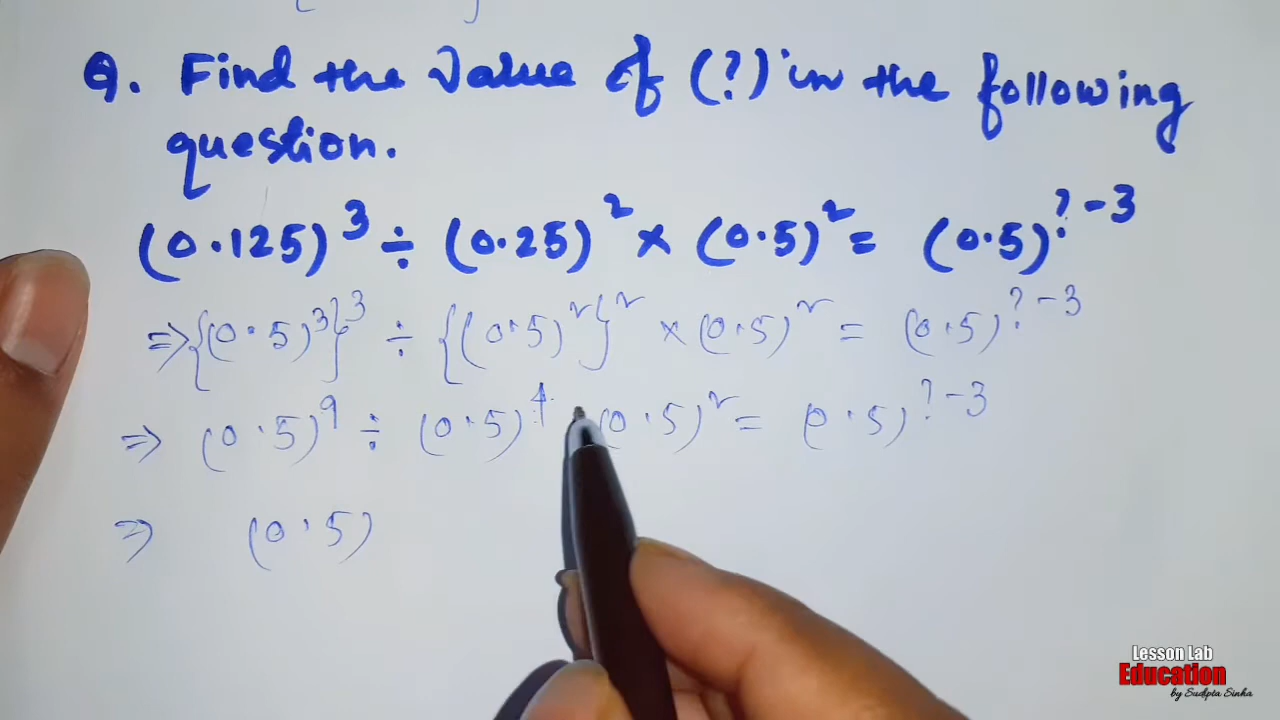 Q. Find the value of (?) in the following
question.
(0.125)³ ÷ (0.25)² × (0.5)² = (0.5)^?-3
⇒ {(0.5)³}³ ÷ {(0.5)²}² × (0.5)² = (0.5)^?-3
⇒ (0.5)⁹ ÷ (0.5)⁴ (0.5)² = (0.5)^?-3
⇒ (0.5)
Lesson Lab
Education
by Sudipta Sinha